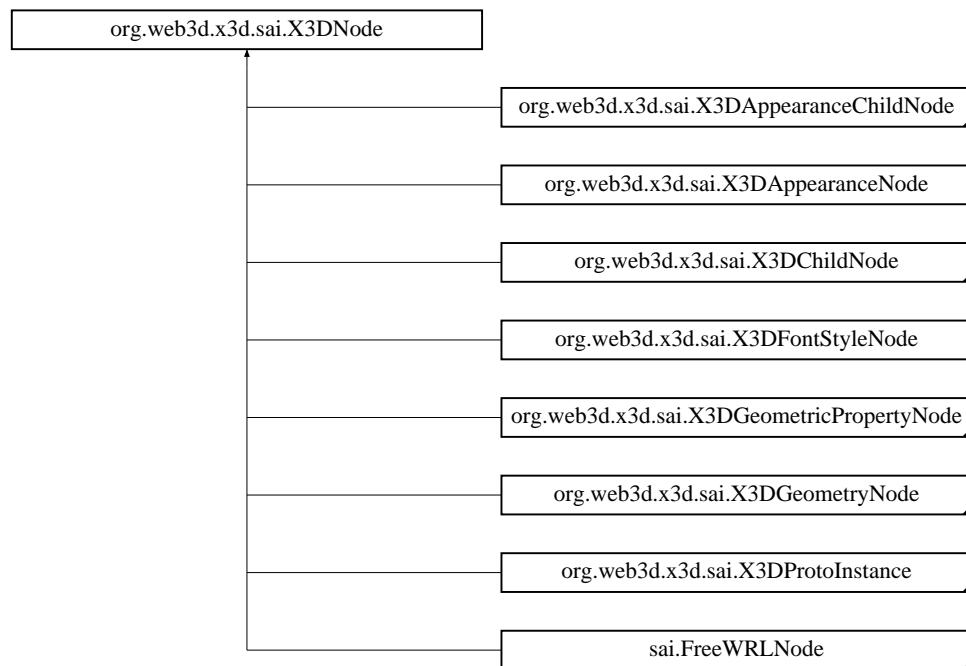 org.web3d.x3d.sai.X3DNode
org.web3d.x3d.sai.X3DAppearanceChildNode
org.web3d.x3d.sai.X3DAppearanceNode
org.web3d.x3d.sai.X3DChildNode
org.web3d.x3d.sai.X3DFontStyleNode
org.web3d.x3d.sai.X3DGeometricPropertyNode
org.web3d.x3d.sai.X3DGeometryNode
org.web3d.x3d.sai.X3DProtoInstance
sai.FreeWRLNode